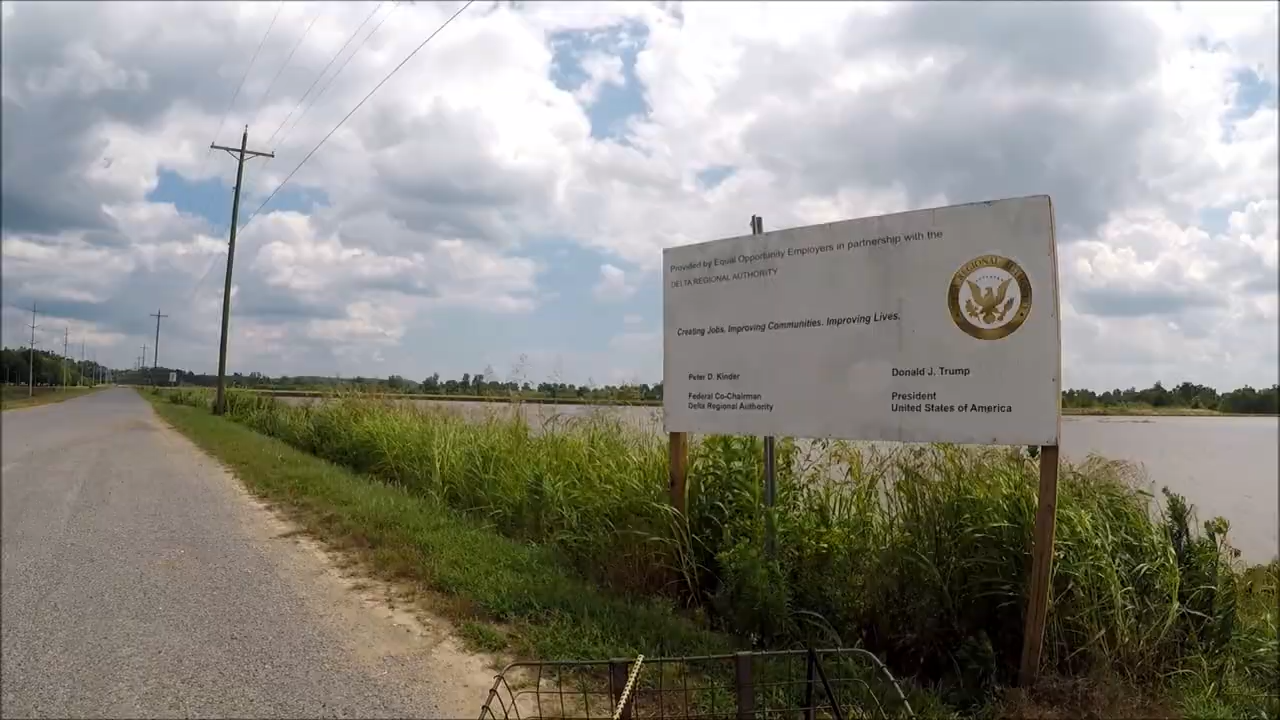 Provided by Equal Opportunity Employers in partnership with the
DELTA REGIONAL AUTHORITY
REGIONAL
Creating Jobs. Improving Communities. Improving Lives.
Peter D. Kinder
Federal Co-Chairman
Delta Regional Authority
Donald J. Trump
President
United States of America